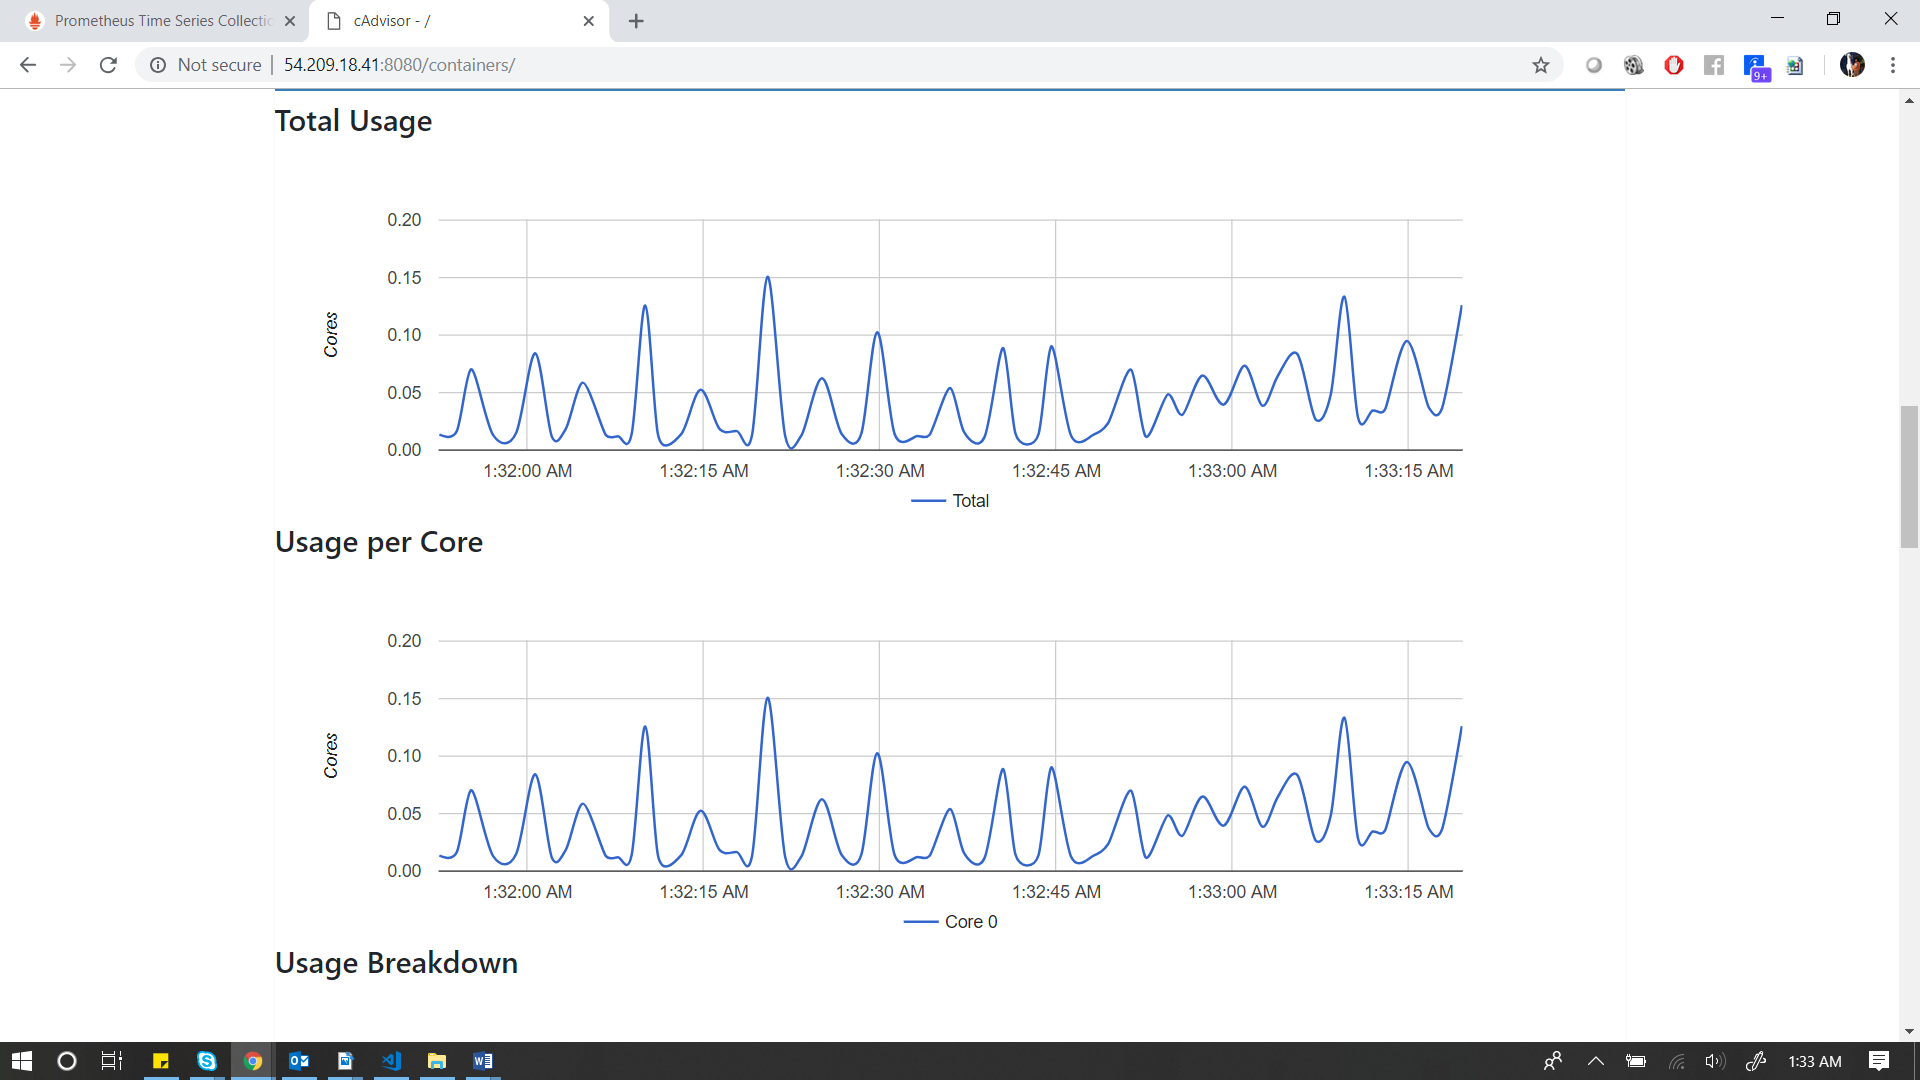 Prometheus Time Series Collectio
cAdvisor - /
Not secure
54.209.18.41:8080/containers/
9+
Total Usage
0.20
0.15
0.10
0.05
0.00
Cores
1:32:00 AM 1:32:15 AM 1:32:30 AM 1:32:45 AM 1:33:00 AM 1:33:15 AM
Total
Usage per Core
0.20
0.15
0.10
0.05
0.00
Cores
1:32:00 AM 1:32:15 AM 1:32:30 AM 1:32:45 AM 1:33:00 AM 1:33:15 AM
Core 0
Usage Breakdown
1:33 AM